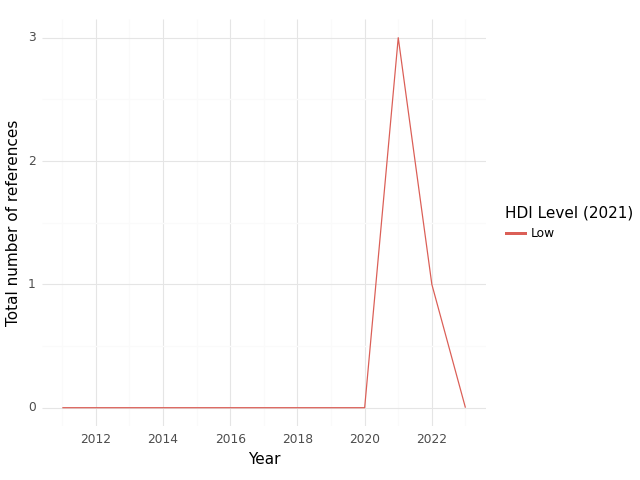 3
2
1
0
2012 2014 2016 2018 2020 2022
Year
Total number of references
HDI Level (2021)
Low